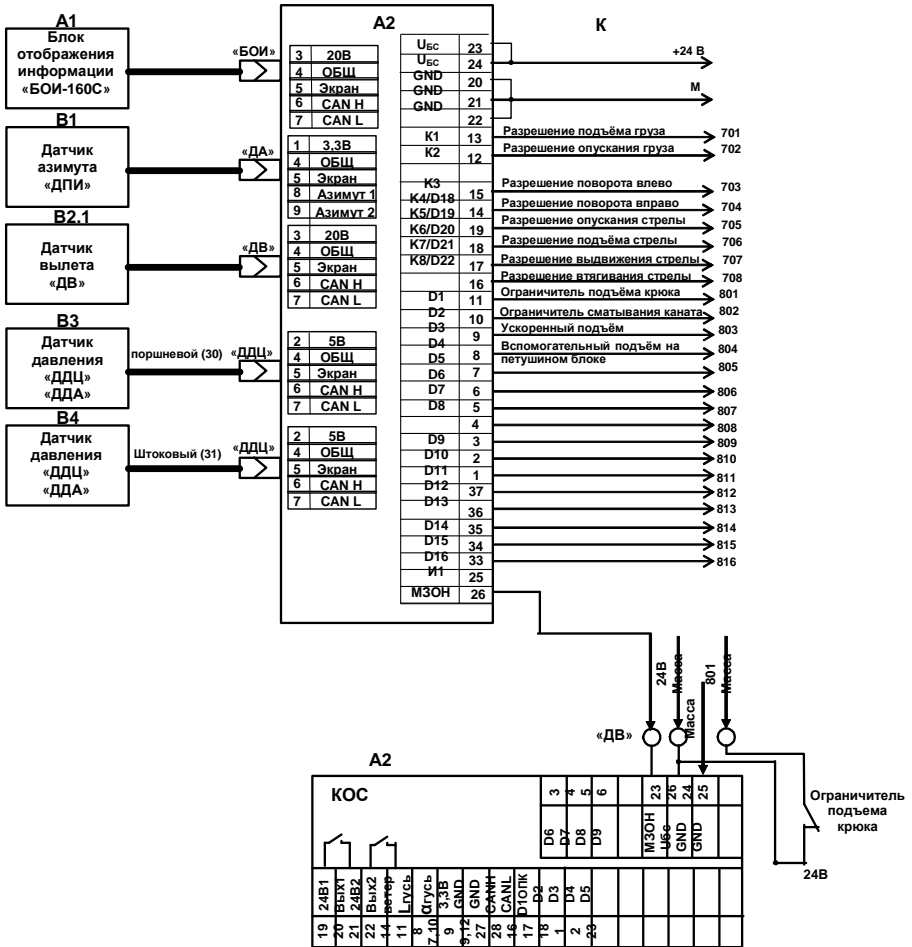 A1
Блок
отображения
информации
«БОИ-160С»
«БОИ»
B1
Датчик
азимута
«ДПИ»
«ДА»
B2.1
Датчик
вылета
«ДВ»
«ДВ»
B3
Датчик
давления
«ДДЦ»
«ДДА»
поршневой (30)
«ДДЦ»
B4
Датчик
давления
«ДДЦ»
«ДДА»
Штоковый (31)
«ДДЦ»
A2
3 20В
4 ОБЩ
5 Экран
6 CAN H
7 CAN L
1 3,3В
4 ОБЩ
5 Экран
8 Азимут 1
9 Азимут 2
3 20В
4 ОБЩ
5 Экран
6 CAN H
7 CAN L
2 5В
4 ОБЩ
5 Экран
6 CAN H
7 CAN L
2 5В
4 ОБЩ
5 Экран
6 CAN H
7 CAN L
К
UБС 23
UБС 24
+24 В
GND 20
GND 21
GND 22
М
К1 13 Разрешение подъёма груза 701
К2 12 Разрешение опускания груза 702
К3 15 Разрешение поворота влево 703
К4/D18 14 Разрешение поворота вправо 704
К5/D19 19 Разрешение опускания стрелы 705
К6/D20 18 Разрешение подъёма стрелы 706
К7/D21 17 Разрешение выдвижения стрелы 707
К8/D22 16 Разрешение втягивания стрелы 708
D1 11 Ограничитель подъёма крюка 801
D2 10 Ограничитель сматывания каната 802
D3 9 Ускоренный подъём 803
D4 8 Вспомогательный подъём на
петушином блоке 804
D5 7 805
D6 6 806
D7 5 807
D8 4 808
D9 3 809
D10 2 810
D11 1 811
D12 37 812
D13 36 813
D14 35 814
D15 34 815
D16 33 816
И1 25
МЗОН 26
24В
Масса
Масса
801
Масса
«ДВ»
A2
КОС
3 4 5 6 23 26 24 25
D6 D7 D8 D9 МЗОН Uбс GND GND
Ограничитель
подъема
крюка
24В
24В1 Вых1 24В2 Вых2 ветер Lгусь αгусь 3,3В GND GND CANH CANL D1ОПК D2 D3 D4 D5
19 20 21 22 14 11 8 7,10 9 9,12 27 28 16 17 18 1 2 23